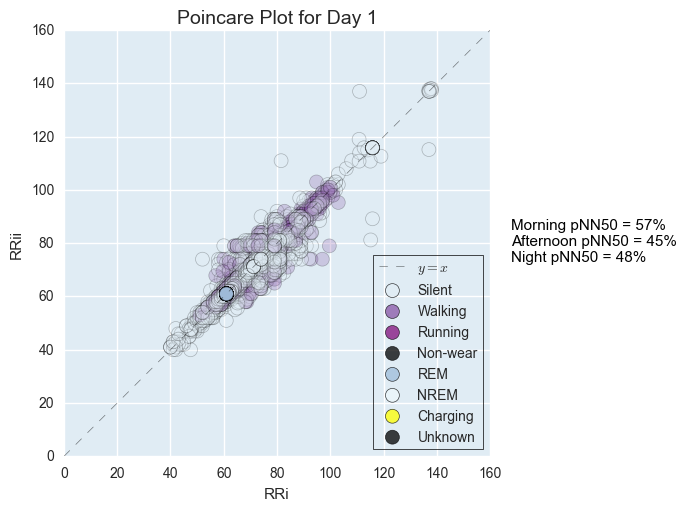 Poincare Plot for Day 1
160
140
120
100
80
60
40
20
0
RRii
0 20 40 60 80 100 120 140 160
RRi
y = x
Silent
Walking
Running
Non-wear
REM
NREM
Charging
Unknown
Morning pNN50 = 57%
Afternoon pNN50 = 45%
Night pNN50 = 48%